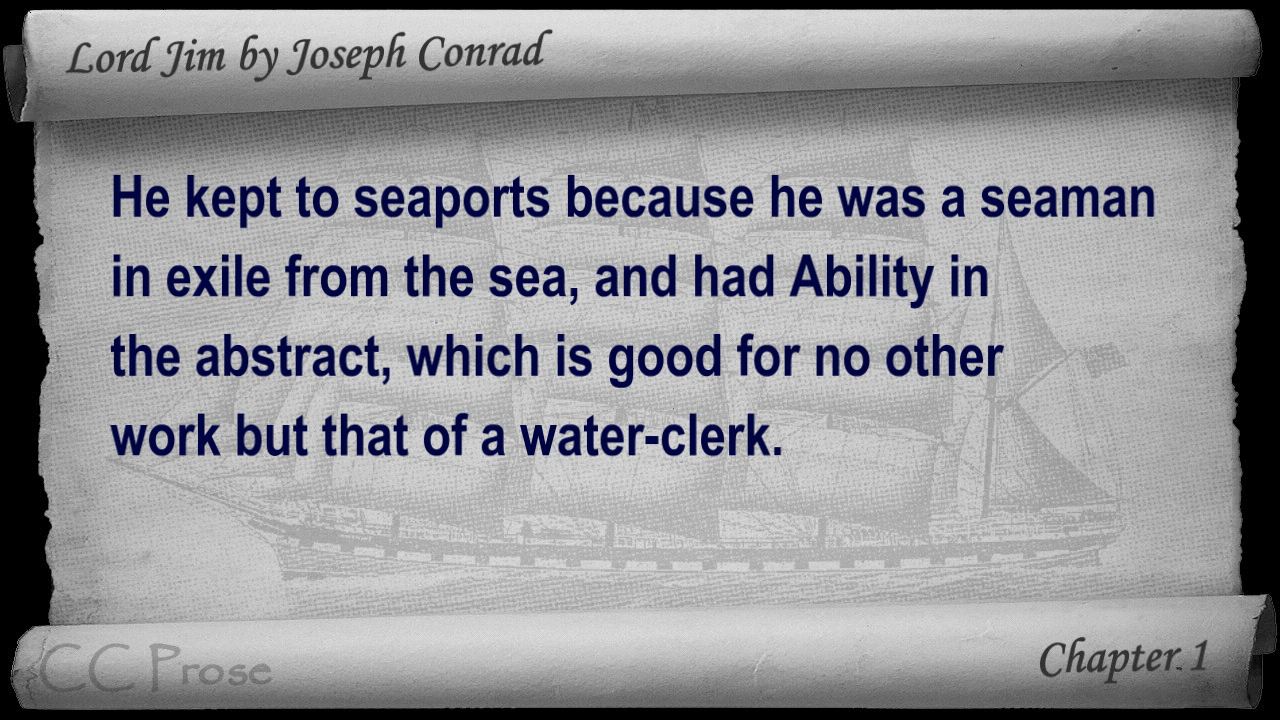 Lord Jim by Joseph Conrad
He kept to seaports because he was a seaman
in exile from the sea, and had Ability in
the abstract, which is good for no other
work but that of a water-clerk.
CC Prose
Chapter 1